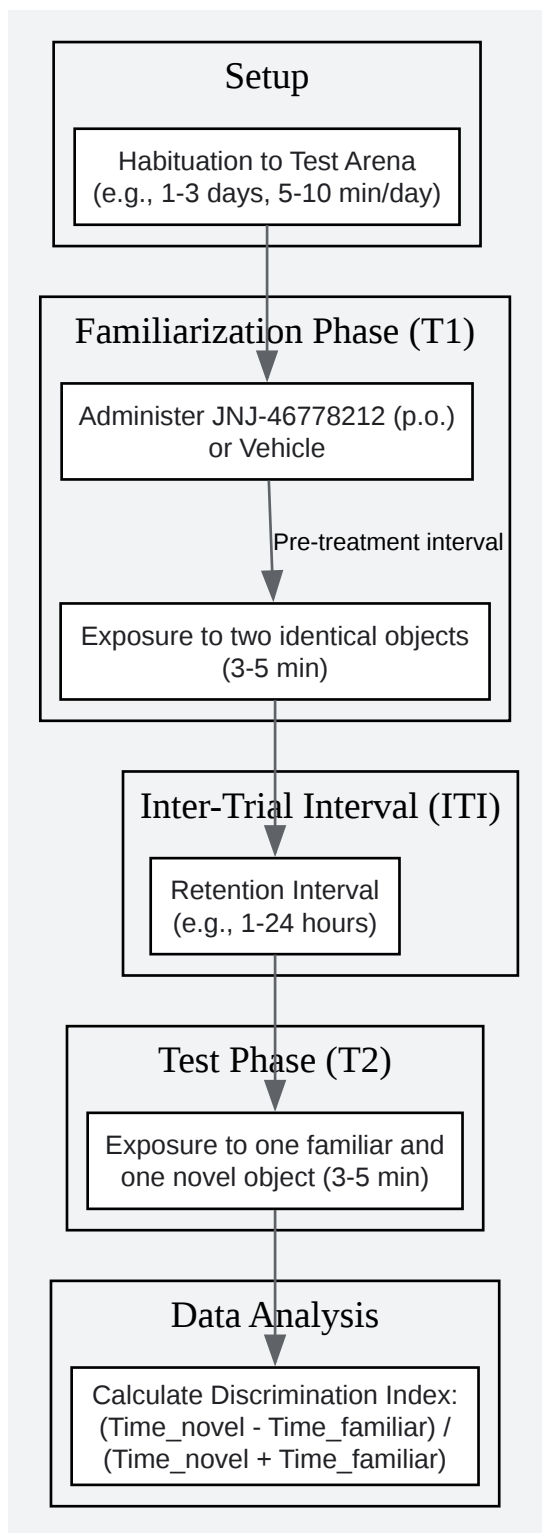 Setup
Habituation to Test Arena
(e.g., 1-3 days, 5-10 min/day)
Familiarization Phase (T1)
Administer JNJ-46778212 (p.o.)
or Vehicle
Pre-treatment interval
Exposure to two identical objects
(3-5 min)
Inter-Trial Interval (ITI)
Retention Interval
(e.g., 1-24 hours)
Test Phase (T2)
Exposure to one familiar and
one novel object (3-5 min)
Data Analysis
Calculate Discrimination Index:
(Time_novel - Time_familiar) /
(Time_novel + Time_familiar)